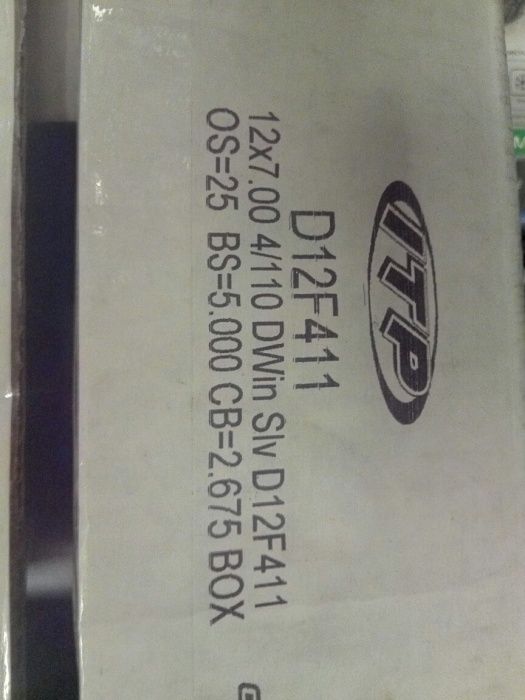 ITP
D12F411
12x7.00 4/110 DWin Slv D12F411
OS=25 BS=5.000 CB=2.675 BOX